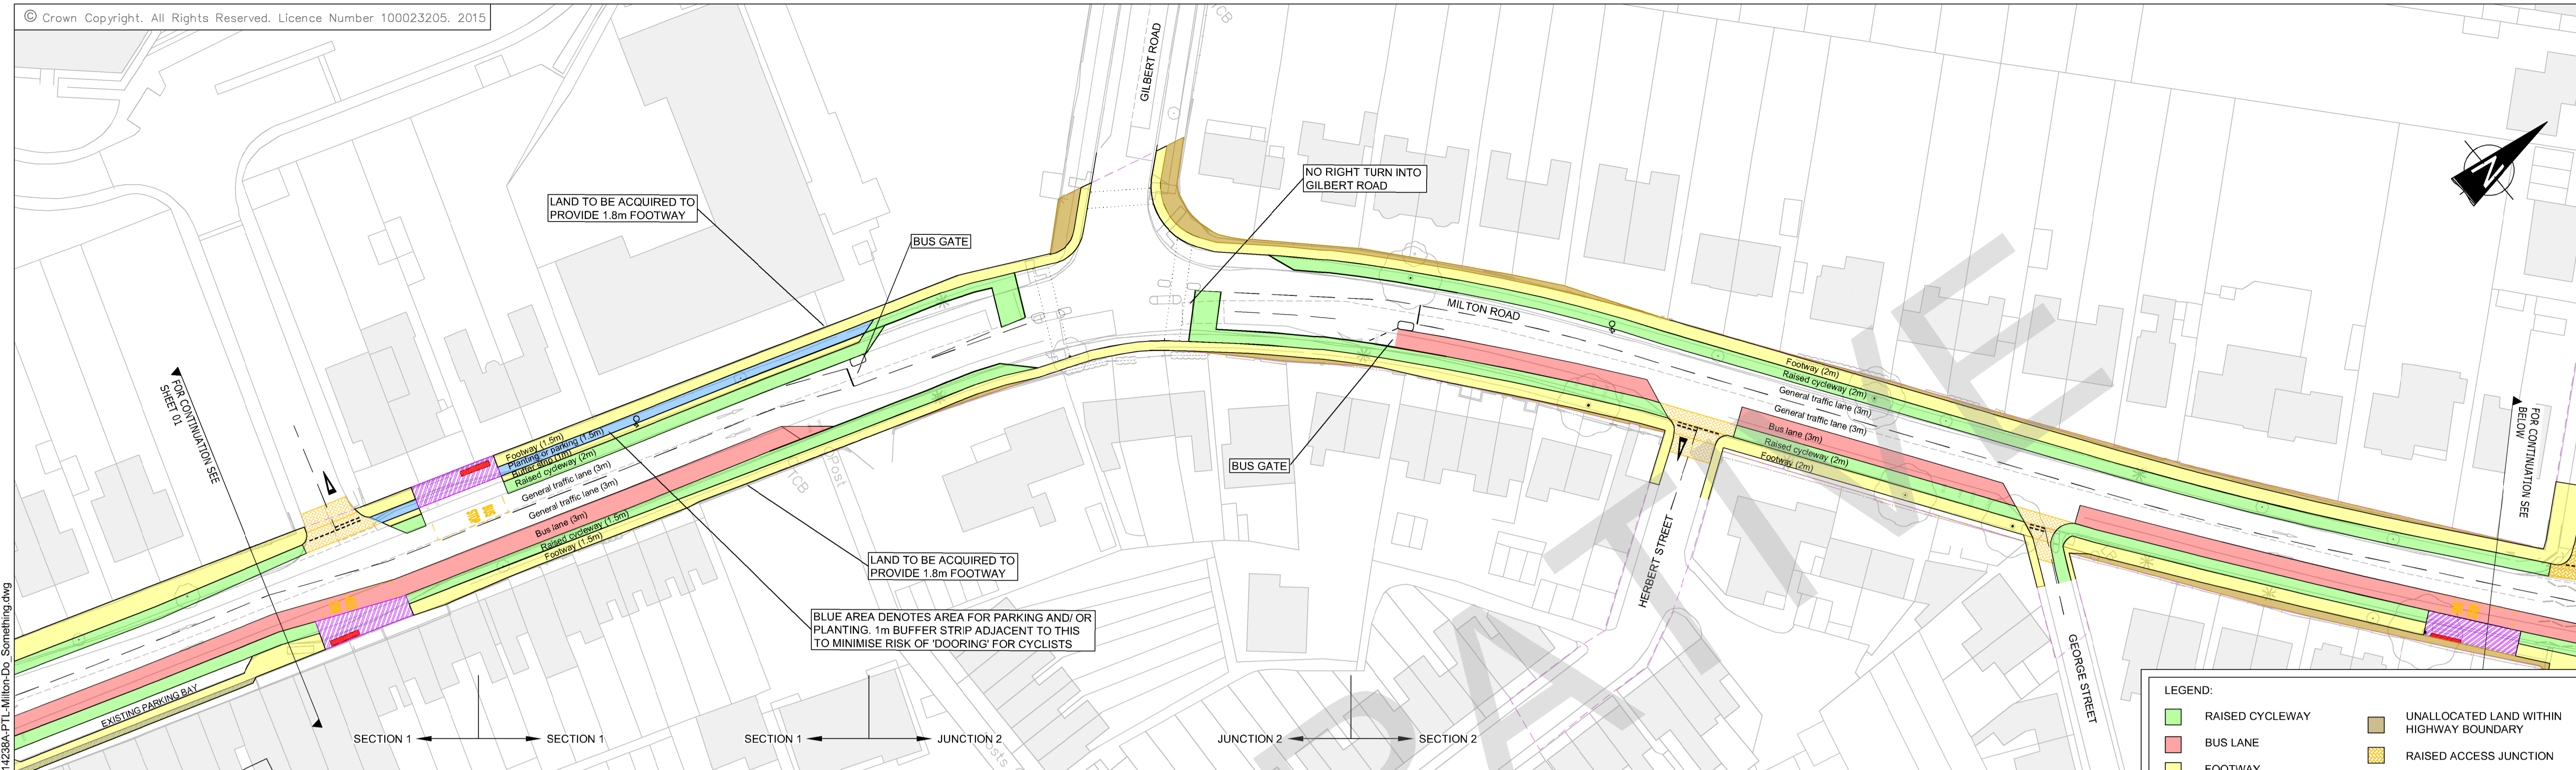 © Crown Copyright. All Rights Reserved. Licence Number 100023205. 2015
GILBERT ROAD
TCB
LAND TO BE ACQUIRED TO
PROVIDE 1.8m FOOTWAY
BUS GATE
NO RIGHT TURN INTO
GILBERT ROAD
N
MILTON ROAD
FOR CONTINUATION SEE
SHEET 01
Footway (1.5m)
Planting or parking (1.5m)
Buffer strip (1m)
Raised cycleway (2m)
General traffic lane (3m)
General traffic lane (3m)
Bus lane (3m)
Raised cycleway (1.5m)
Footway (1.5m)
TCB
Post
BUS GATE
Footway (2m)
Raised cycleway (2m)
General traffic lane (3m)
General traffic lane (3m)
Bus lane (3m)
Raised cycleway (2m)
Footway (2m)
FOR CONTINUATION SEE
BELOW
LAND TO BE ACQUIRED TO
PROVIDE 1.8m FOOTWAY
BLUE AREA DENOTES AREA FOR PARKING AND/ OR
PLANTING. 1m BUFFER STRIP ADJACENT TO THIS
TO MINIMISE RISK OF 'DOORING' FOR CYCLISTS
HERBERT STREET
GEORGE STREET
EXISTING PARKING BAY
SECTION 1
SECTION 1
SECTION 1
JUNCTION 2
JUNCTION 2
SECTION 2
Posts
14238A-PTL-Milton-Do_Something.dwg
LEGEND:
RAISED CYCLEWAY
BUS LANE
FOOTWAY
UNALLOCATED LAND WITHIN
HIGHWAY BOUNDARY
RAISED ACCESS JUNCTION